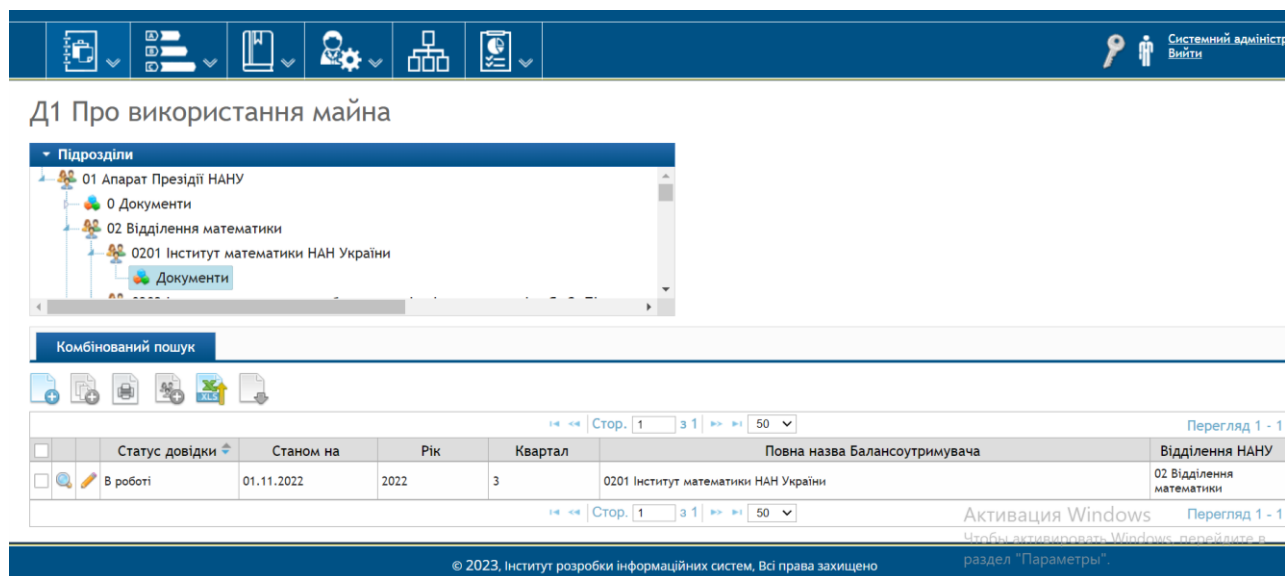 Системний адмініст
Вийти
Д1 Про використання майна
Підрозділи
01 Апарат Президії НАНУ
0 Документи
02 Відділення математики
0201 Інститут математики НАН України
Документи
Комбінований пошук
XLS
Стор. 1 з 1 50 Перегляд 1 - 1
Статус довідки Станом на Рік Квартал Повна назва Балансоутримувача Відділення НАНУ
В роботі 01.11.2022 2022 3 0201 Інститут математики НАН України 02 Відділення математики
Стор. 1 з 1 50 Перегляд 1 - 1
Активация Windows
Чтобы активировать Windows, перейдите в
раздел "Параметры".
© 2023, Інститут розробки інформаційних систем, Всі права захищено